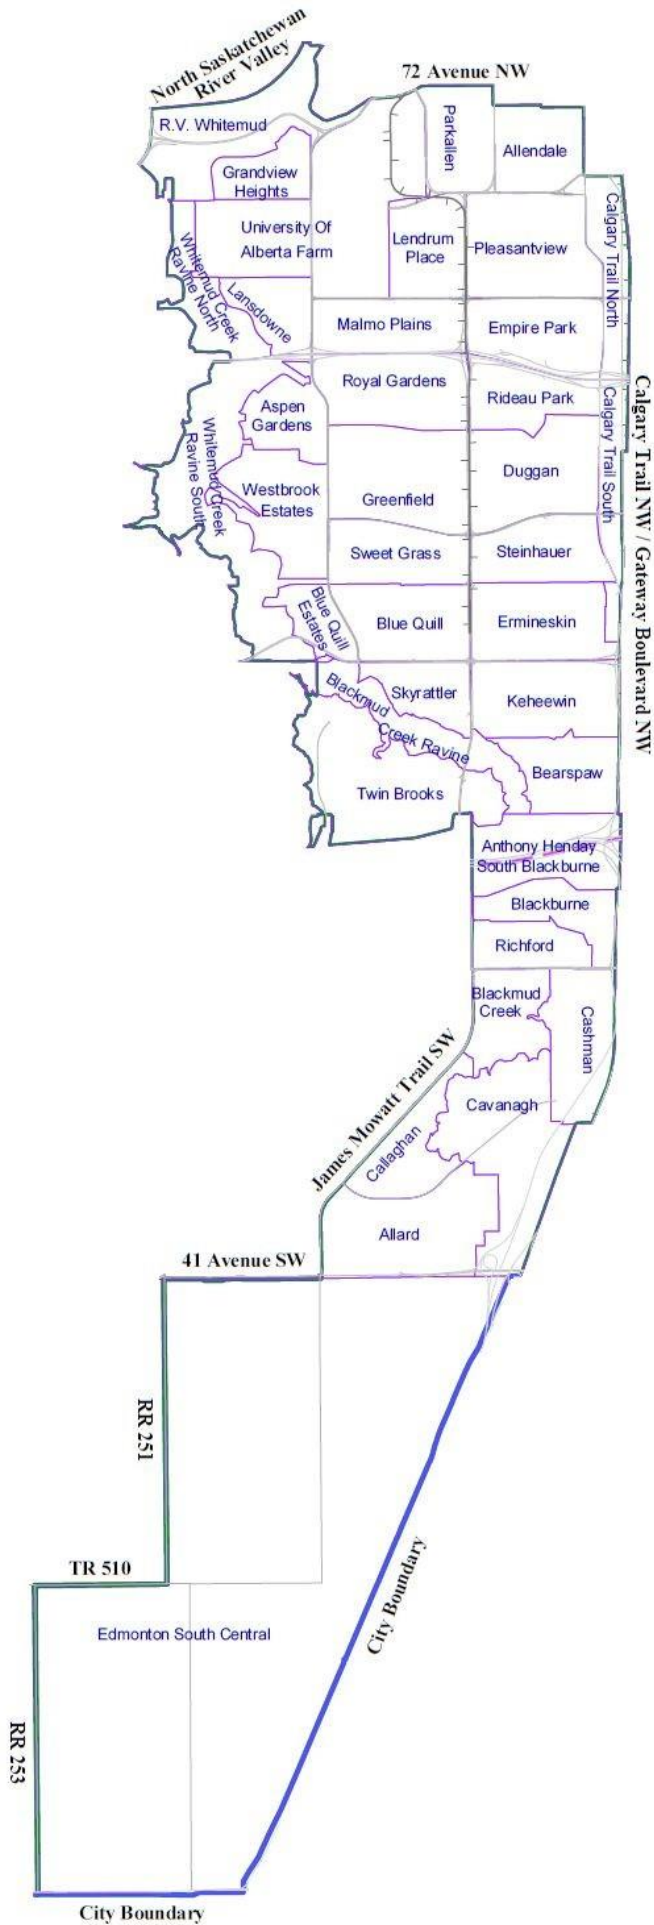 North Saskatchewan
River Valley
72 Avenue NW
R.V. Whitemud
Parkallen
Allendale
Grandview
Heights
Calgary Trail North
University Of
Alberta Farm
Lendrum
Place
Pleasantview
Whitemud Creek
Ravine North
Lansdowne
Malmo Plains
Empire Park
Royal Gardens
Rideau Park
Calgary Trail NW / Gateway Boulevard NW
Aspen
Gardens
Calgary Trail South
Whitemud Creek
Ravine South
Duggan
Westbrook
Estates
Greenfield
Sweet Grass
Steinhauer
Blue Quill
Estates
Blue Quill
Ermineskin
Skyrattler
Keheewin
Blackmud
Creek Ravine
Bearspaw
Twin Brooks
Anthony Henday
South Blackburne
Blackburne
Richford
Blackmud
Creek
Cashman
James Mowatt Trail SW
Cavanagh
Callaghan
Allard
41 Avenue SW
RR 251
City Boundary
TR 510
Edmonton South Central
RR 253
City Boundary